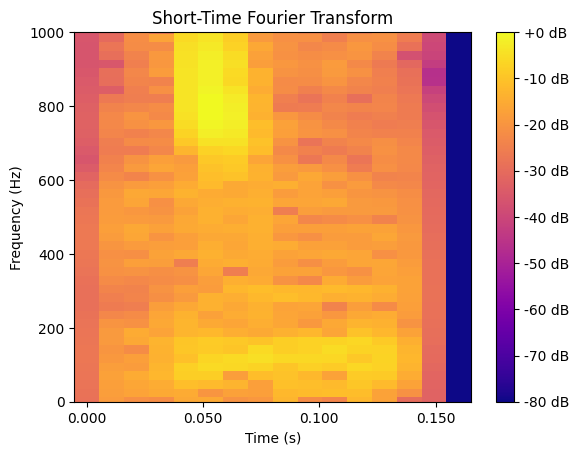 Short-Time Fourier Transform
Frequency (Hz)
1000
800
600
400
200
0
0.000
0.050
0.100
0.150
Time (s)
+0 dB
-10 dB
-20 dB
-30 dB
-40 dB
-50 dB
-60 dB
-70 dB
-80 dB